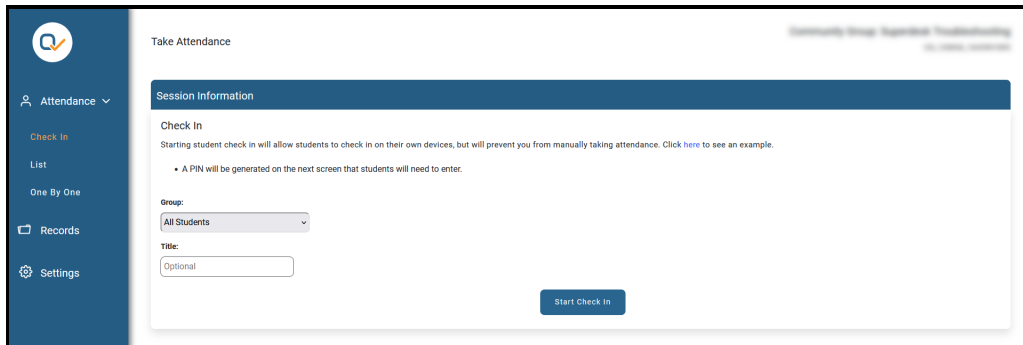 Take Attendance
Attendance
Check In
List
One By One
Records
Settings
Session Information
Check In
Starting student check in will allow students to check in on their own devices, but will prevent you from manually taking attendance. Click here to see an example.
• A PIN will be generated on the next screen that students will need to enter.
Group:
All Students
Title:
Optional
Start Check In